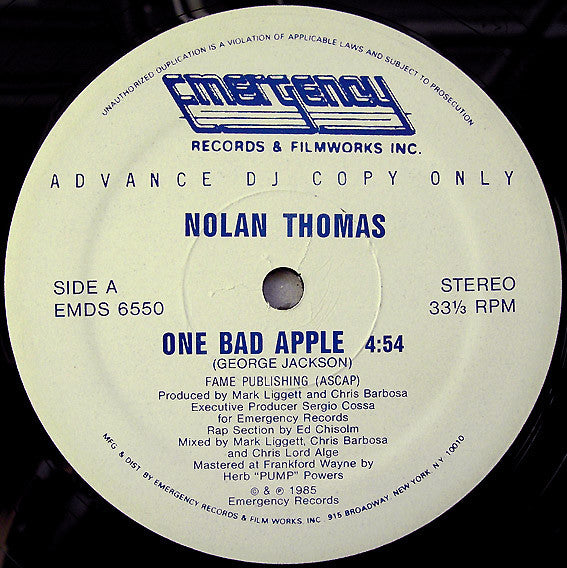 UNAUTHORIZED DUPLICATION IS A VIOLATION OF APPLICABLE LAWS AND SUBJECT TO PROSECUTION.
Emergency
RECORDS & FILMWORKS INC.
ADVANCE DJ COPY ONLY
NOLAN THOMAS
SIDE A
EMDS 6550
STEREO
33⅓ RPM
ONE BAD APPLE 4:54
(GEORGE JACKSON)
FAME PUBLISHING (ASCAP)
Produced by Mark Liggett and Chris Barbosa
Executive Producer Sergio Cossa
for Emergency Records
Rap Section by Ed Chisolm
Mixed by Mark Liggett, Chris Barbosa
and Chris Lord Alge
Mastered at Frankford Wayne by
Herb "PUMP" Powers
© & ℗ 1985
Emergency Records
MFG. & DIST. BY EMERGENCY RECORDS & FILM WORKS, INC. 915 BROADWAY, NEW YORK, N.Y. 10010